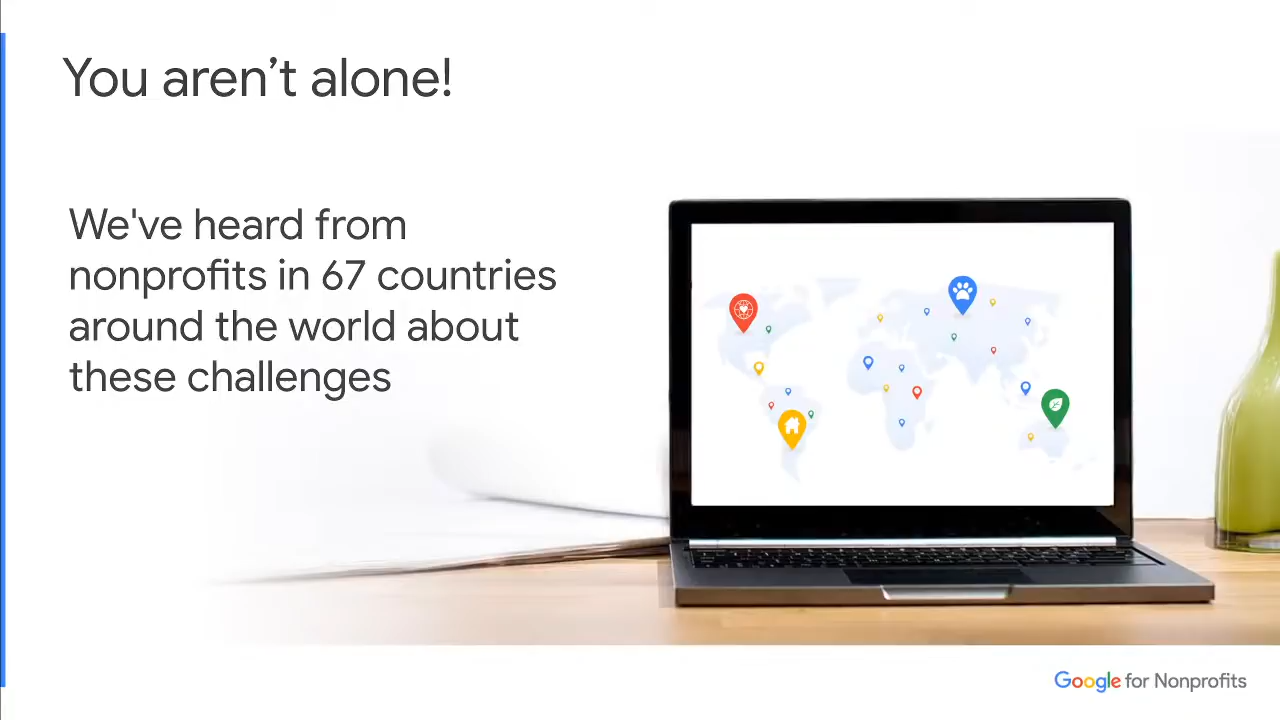 You aren’t alone!
We've heard from
nonprofits in 67 countries
around the world about
these challenges
Google for Nonprofits